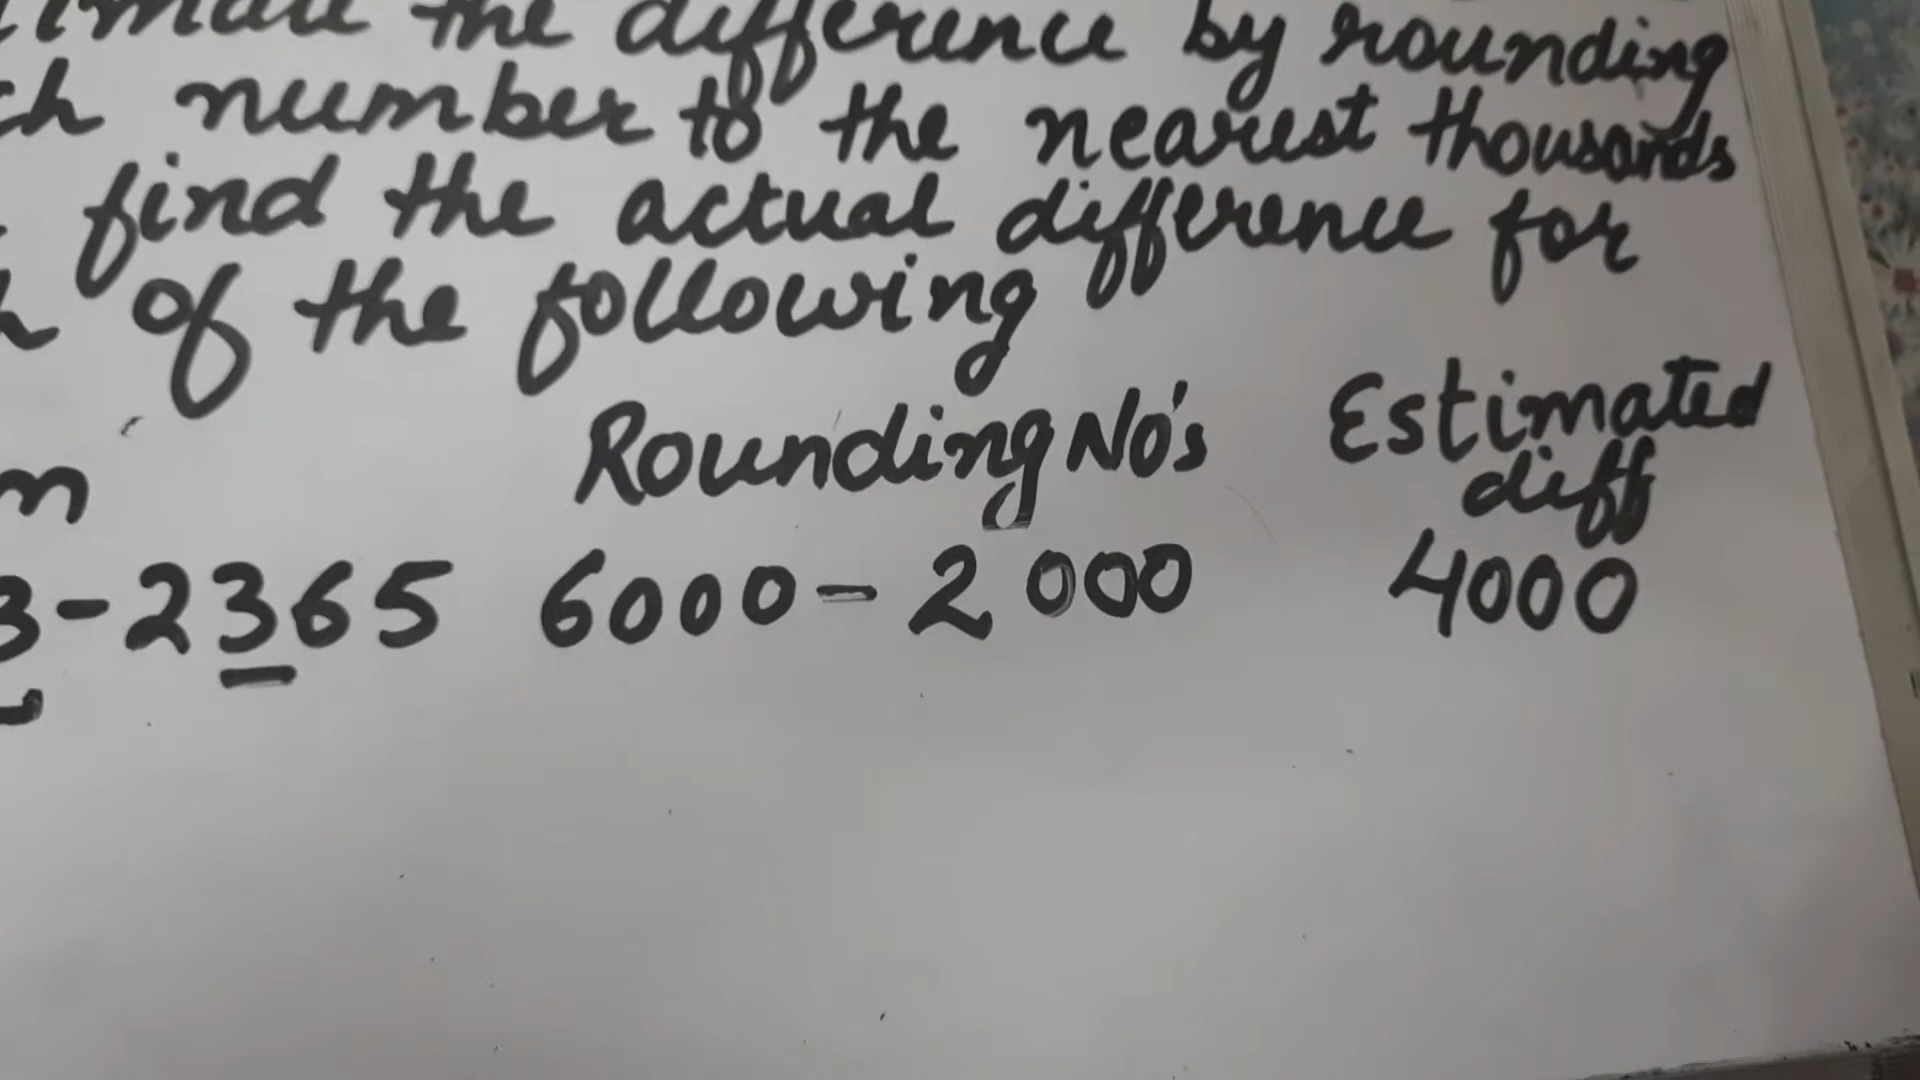 the difference by rounding
number to the nearest thousands
find the actual difference for
of the following
Rounding No's Estimated
diff
3-2365 6000-2000 4000